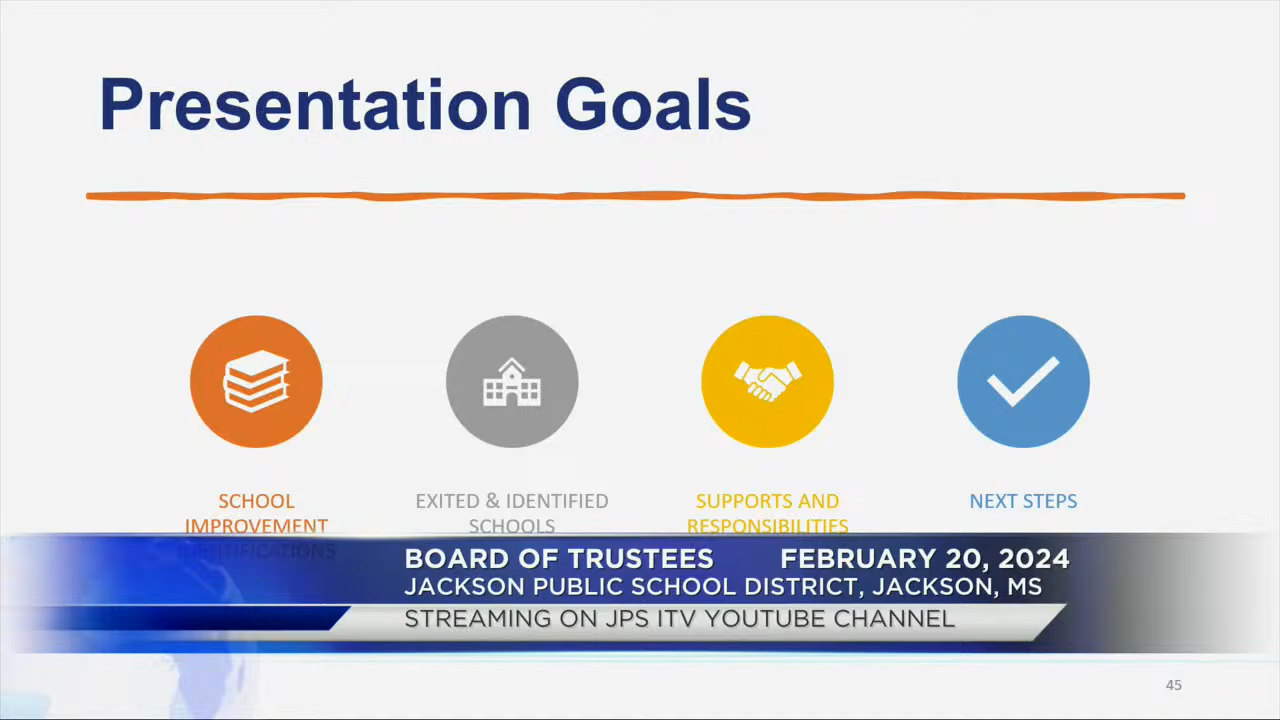 Presentation Goals
SCHOOL
IMPROVEMENT
IDENTIFICATIONS
EXITED & IDENTIFIED
SCHOOLS
SUPPORTS AND
RESPONSIBILITIES
NEXT STEPS
BOARD OF TRUSTEES FEBRUARY 20, 2024
JACKSON PUBLIC SCHOOL DISTRICT, JACKSON, MS
STREAMING ON JPS ITV YOUTUBE CHANNEL
45